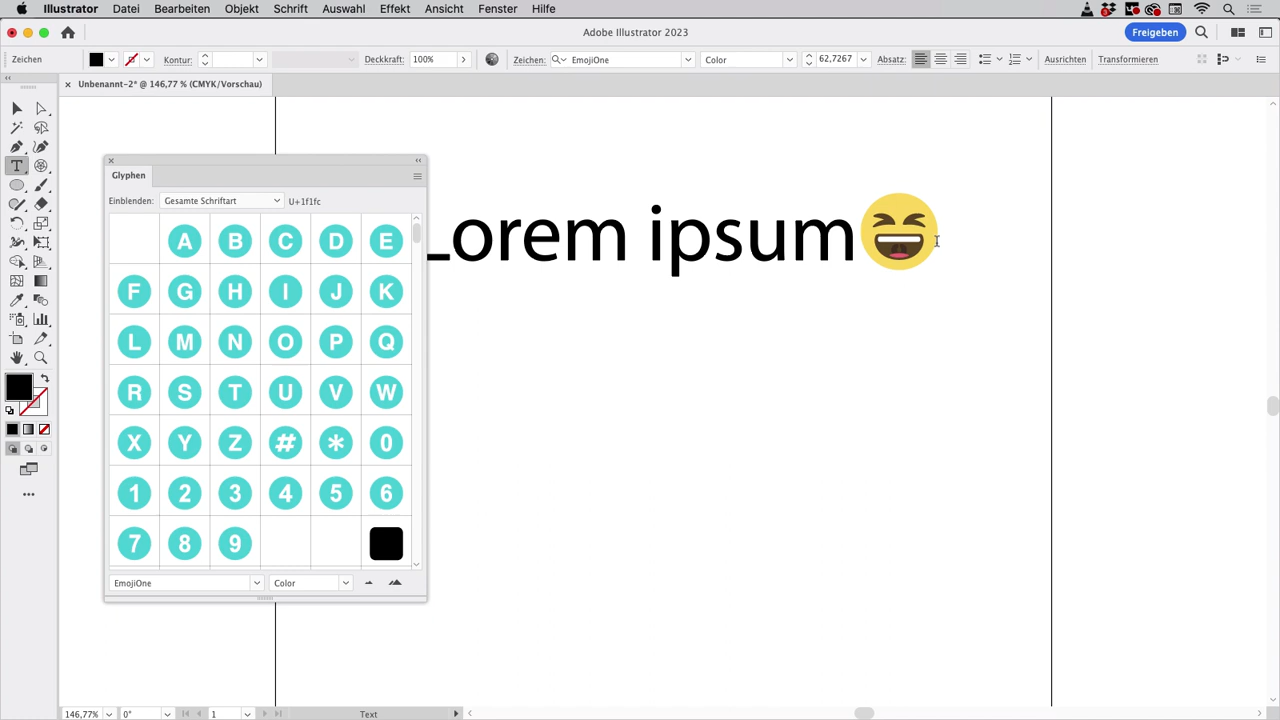 Illustrator Datei Bearbeiten Objekt Schrift Auswahl Effekt Ansicht Fenster Hilfe
Adobe Illustrator 2023
Freigeben
Zeichen Kontur: Deckkraft: 100% Zeichen: EmojiOne Color 62,7267 Absatz: Ausrichten Transformieren
× Unbenannt-2* @ 146,77 % (CMYK/Vorschau)
Glyphen
Einblenden: Gesamte Schriftart U+1f1fc
A B C D E
F G H I J K
L M N O P Q
R S T U V W
X Y Z # * 0
1 2 3 4 5 6
7 8 9
EmojiOne Color
Lorem ipsum😆
146,77% 0° 1 Text